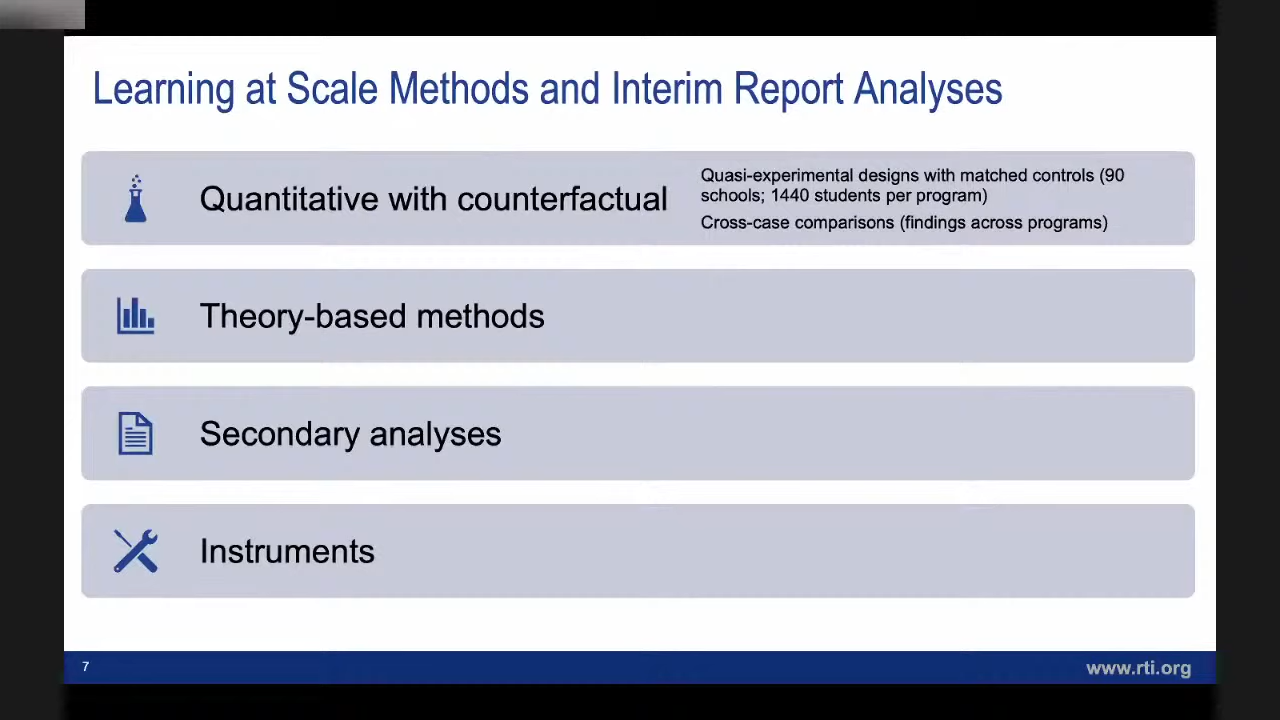 Learning at Scale Methods and Interim Report Analyses
Quantitative with counterfactual
Quasi-experimental designs with matched controls (90
schools; 1440 students per program)
Cross-case comparisons (findings across programs)
Theory-based methods
Secondary analyses
Instruments
7
www.rti.org